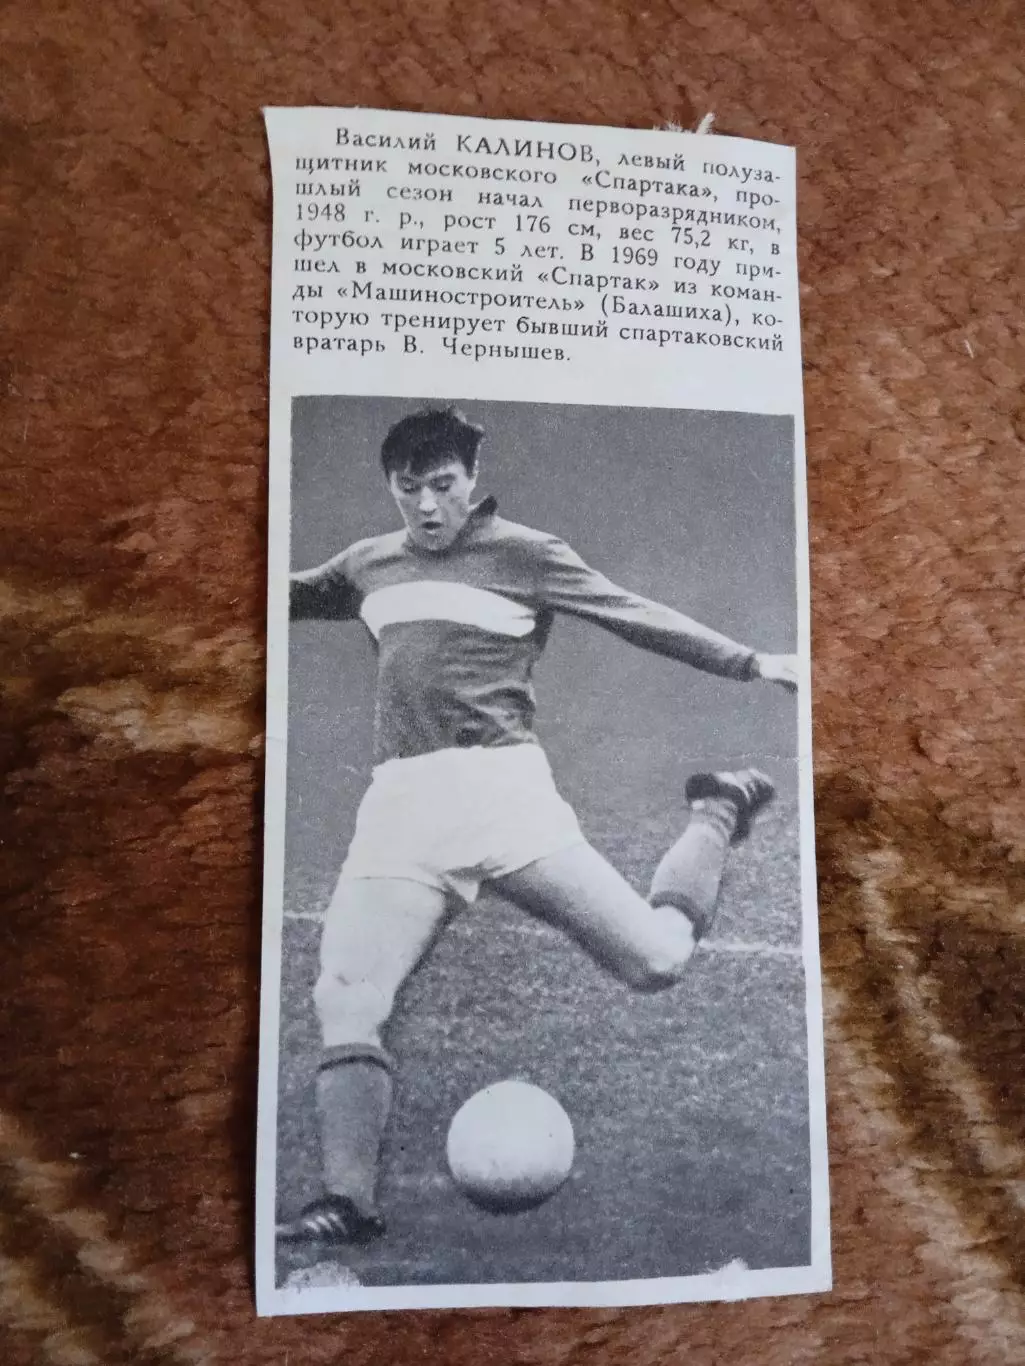 Василий КАЛИНОВ, левый полуза-
щитник московского «Спартака», про-
шлый сезон начал перворазрядником,
1948 г. р., рост 176 см, вес 75,2 кг, в
футбол играет 5 лет. В 1969 году при-
шел в московский «Спартак» из коман-
ды «Машиностроитель» (Балашиха), ко-
торую тренирует бывший спартаковский
вратарь В. Чернышев.